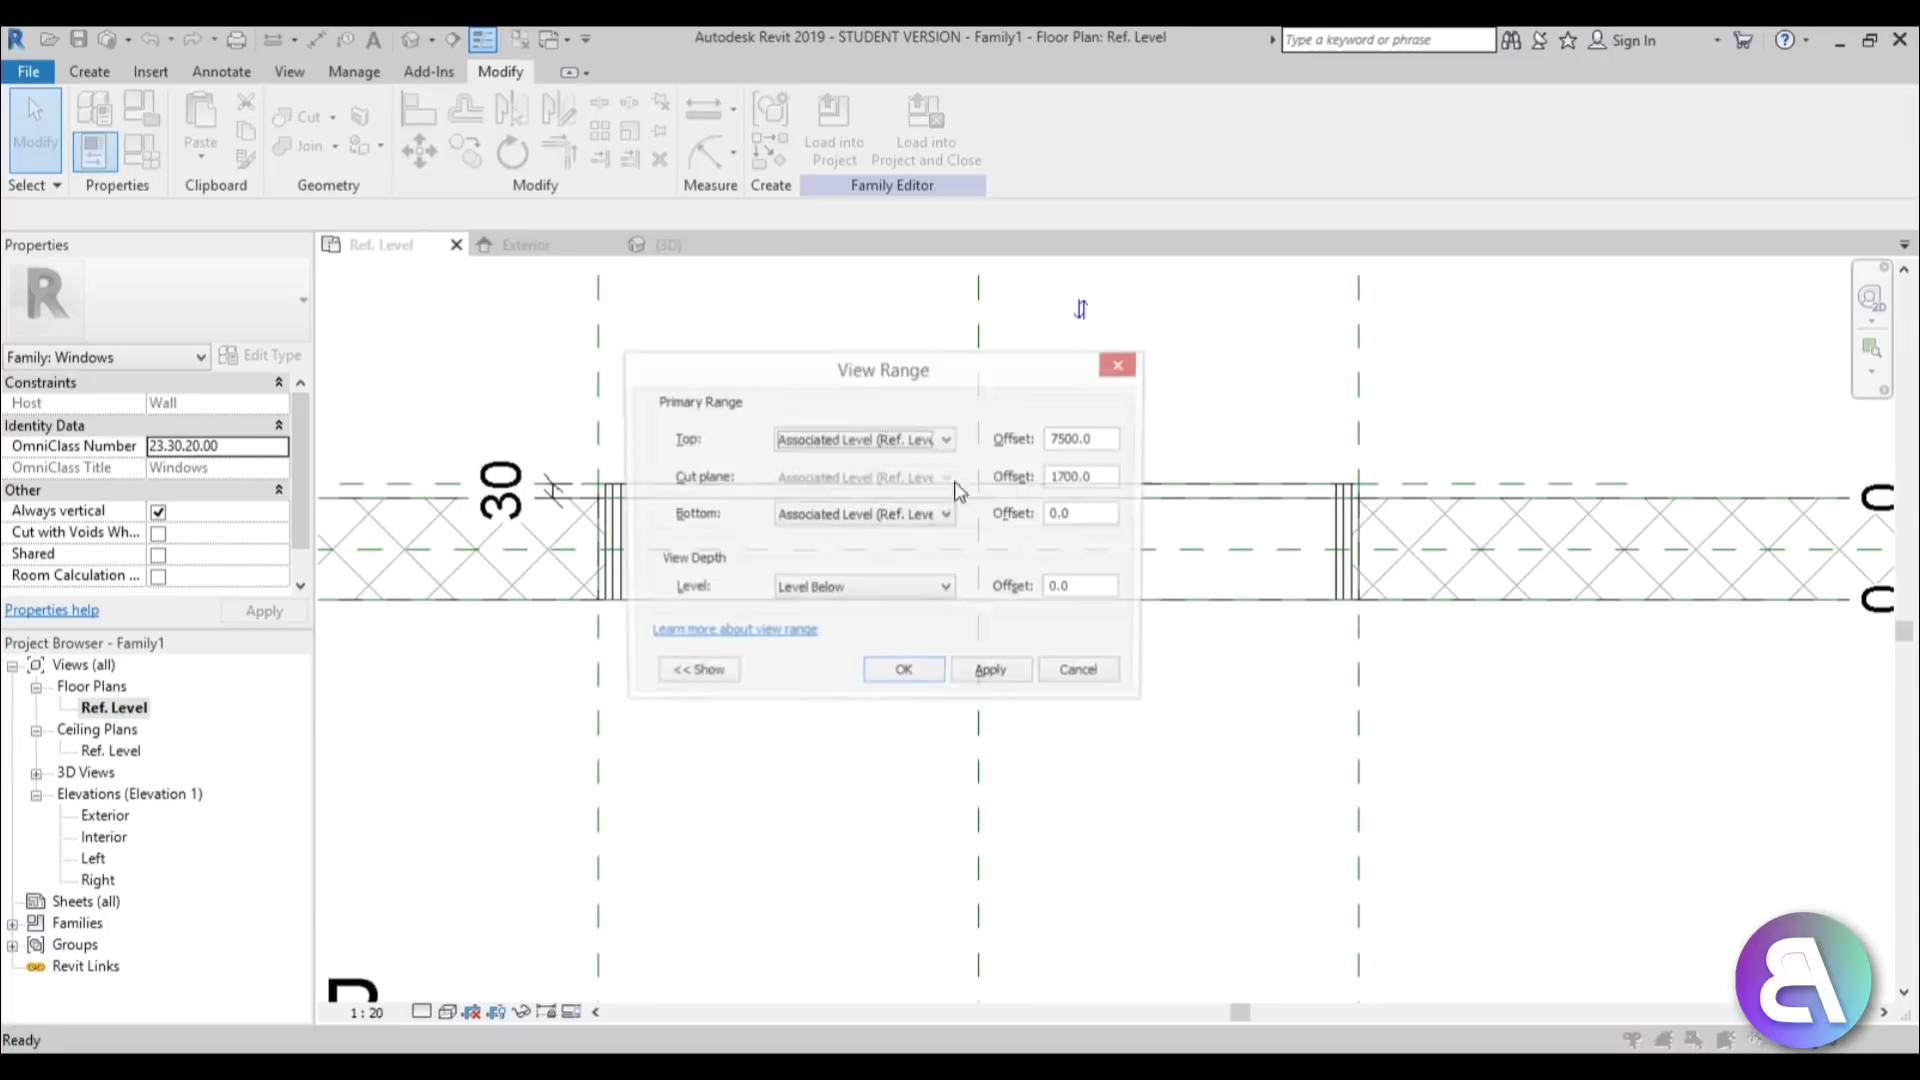 Autodesk Revit 2019 - STUDENT VERSION - Family1 - Floor Plan: Ref. Level
Type a keyword or phrase
Sign In
File Create Insert Annotate View Manage Add-Ins Modify
Modify
Paste
Cut
Join
Load into Project
Load into Project and Close
Select Properties Clipboard Geometry Modify Measure Create Family Editor
Properties
Ref. Level
Exterior
{3D}
Family: Windows
Edit Type
Constraints
Host Wall
Identity Data
OmniClass Number 23.30.20.00
OmniClass Title Windows
Other
Always vertical
Cut with Voids Wh...
Shared
Room Calculation ...
Properties help
Apply
Project Browser - Family1
Views (all)
Floor Plans
Ref. Level
Ceiling Plans
Ref. Level
3D Views
Elevations (Elevation 1)
Exterior
Interior
Left
Right
Sheets (all)
Families
Groups
Revit Links
30
View Range
Primary Range
Top: Associated Level (Ref. Leve Offset: 7500.0
Cut plane: Associated Level (Ref. Leve Offset: 1700.0
Bottom: Associated Level (Ref. Leve Offset: 0.0
View Depth
Level: Level Below Offset: 0.0
Learn more about view range
<< Show OK Apply Cancel
1 : 20
Ready